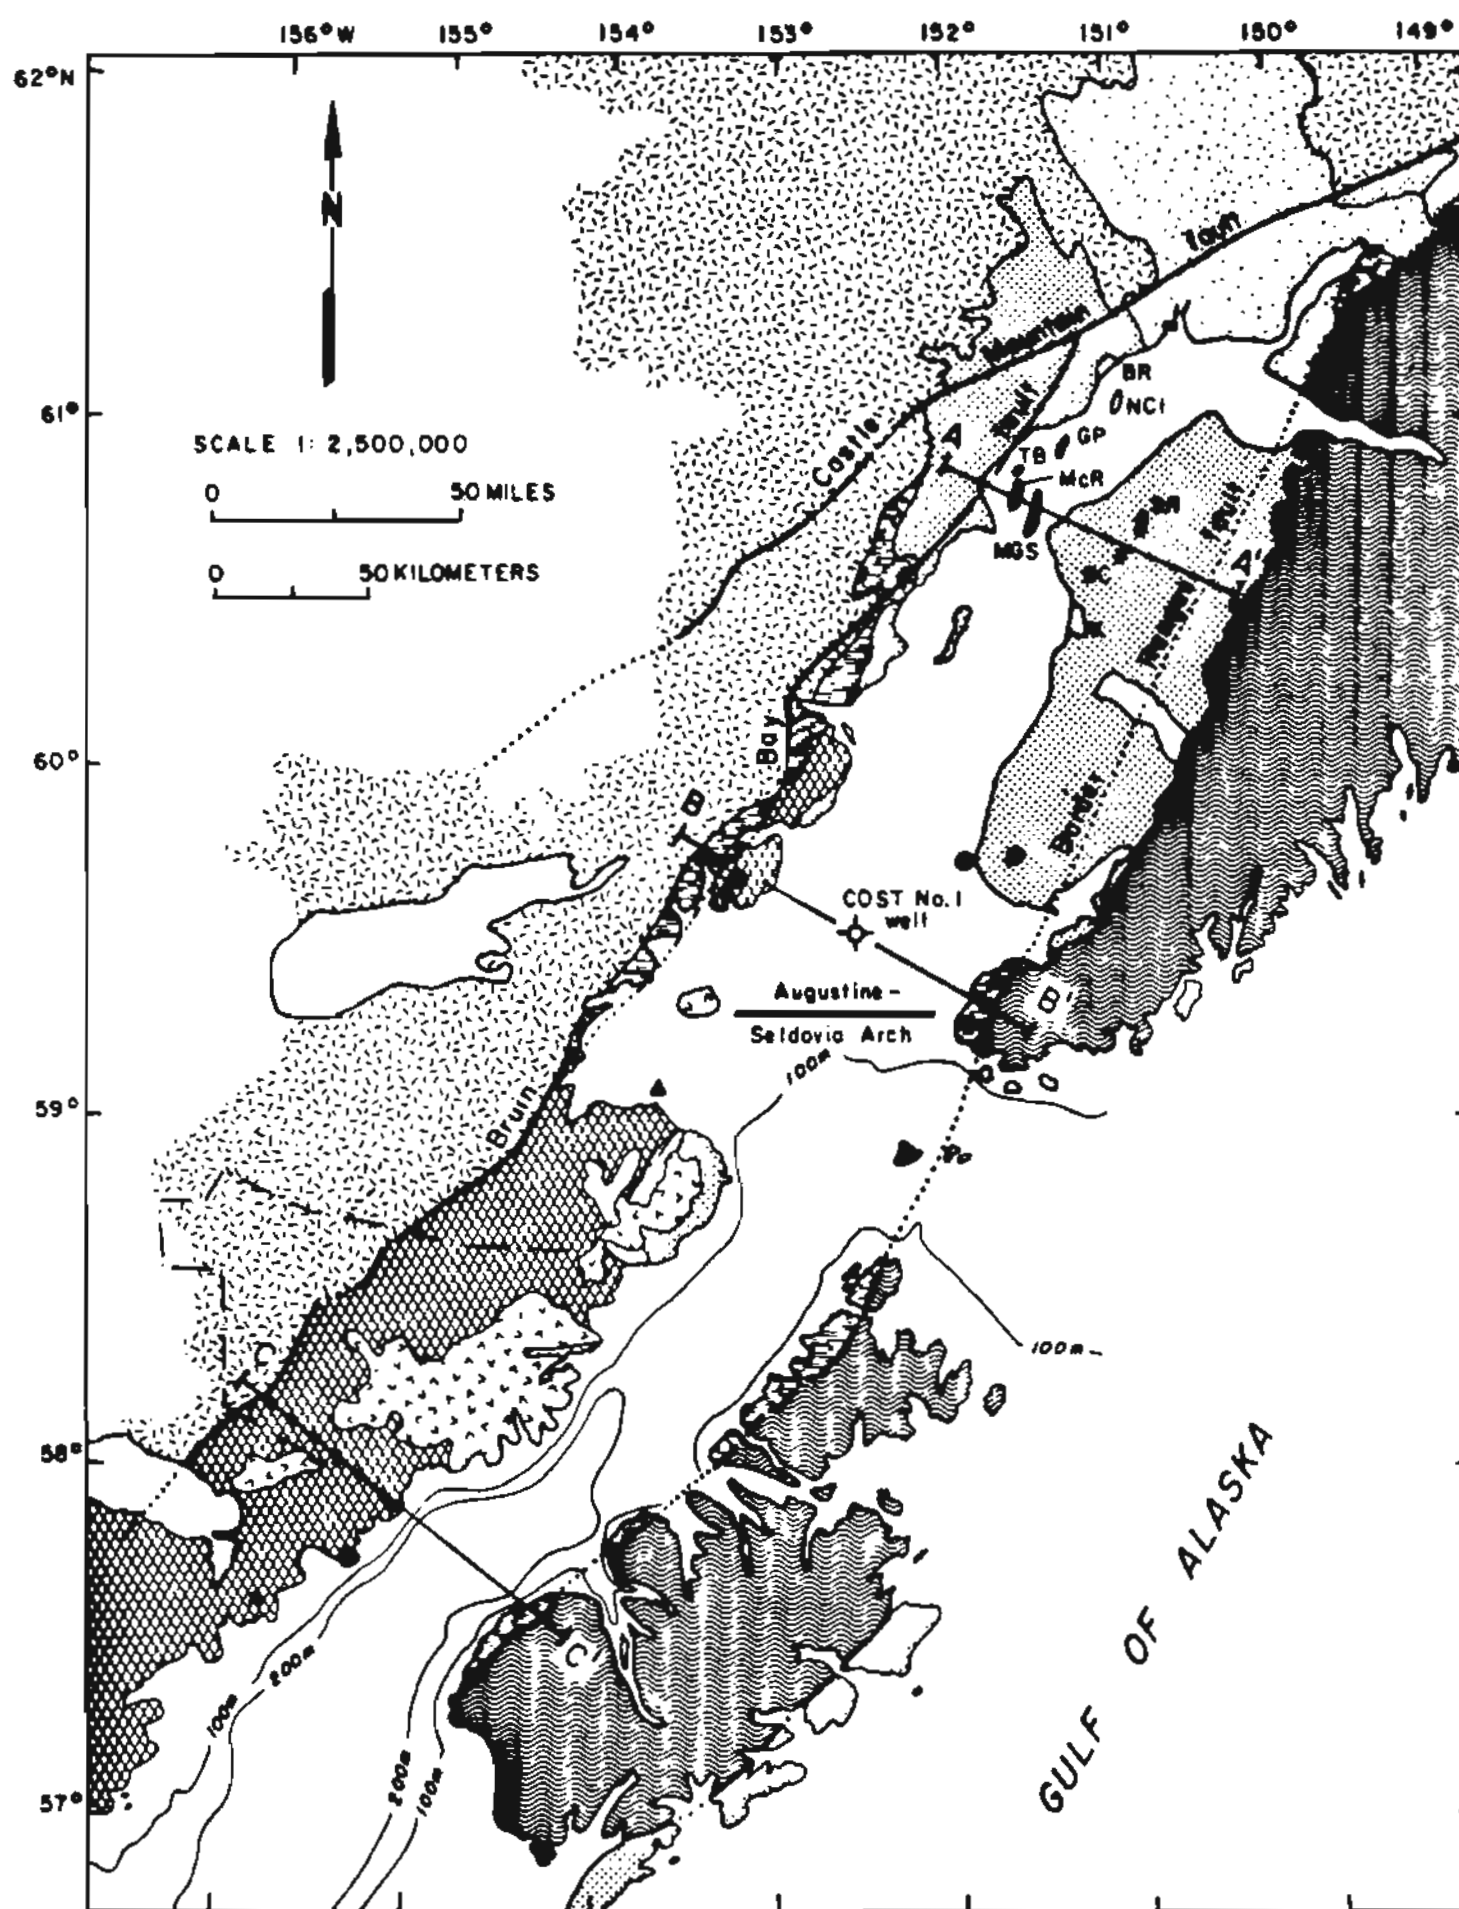 156°W 155° 154° 153° 152° 151° 150° 149°
62°N
N
61°
SCALE 1: 2,500,000
0 50 MILES
0 50 KILOMETERS
Castle Mountain fault
fault
A
BR
NCI
GP
TB
McR
MGS
fault
A'
Ranges
Border
60°
Bay
B
COST No. 1
well
Augustine –
Seldovia Arch
B'
100m
59°
Bruin
100m
C
58°
C'
200m
100m
200m
100m
57°
GULF OF ALASKA